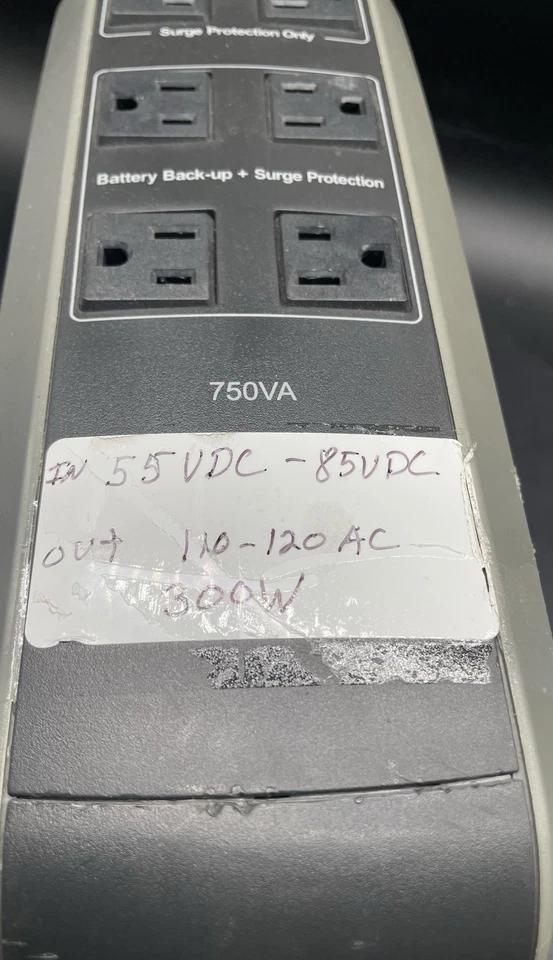 Surge Protection Only
Battery Back-up + Surge Protection
750VA
IN 55VDC - 85VDC
OUT 110-120 AC
300W